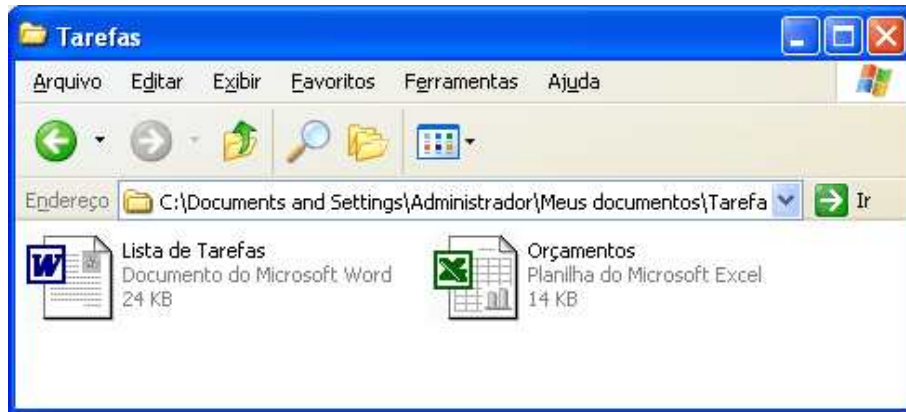 Tarefas
Arquivo Editar Exibir Favoritos Ferramentas Ajuda
Endereço C:\Documents and Settings\Administrador\Meus documentos\Tarefa Ir
Lista de Tarefas
Documento do Microsoft Word
24 KB
Orçamentos
Planilha do Microsoft Excel
14 KB